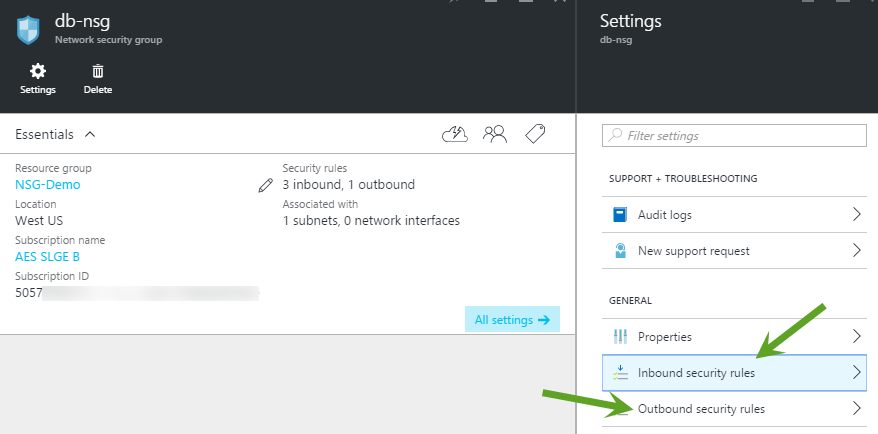 db-nsg
Network security group
Settings
Delete
Essentials
Resource group
NSG-Demo
Location
West US
Subscription name
AES SLGE B
Subscription ID
5057
Security rules
3 inbound, 1 outbound
Associated with
1 subnets, 0 network interfaces
All settings
Settings
db-nsg
Filter settings
SUPPORT + TROUBLESHOOTING
Audit logs
New support request
GENERAL
Properties
Inbound security rules
Outbound security rules